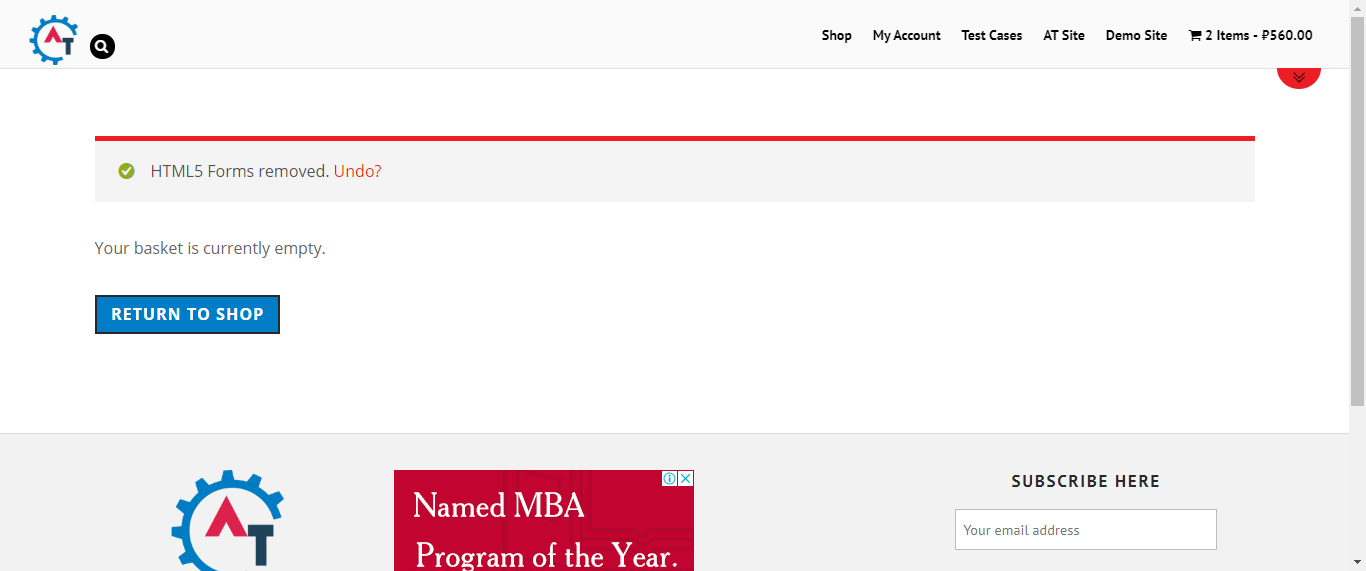 AT
Shop My Account Test Cases AT Site Demo Site 2 Items - ₽560.00
HTML5 Forms removed. Undo?
Your basket is currently empty.
RETURN TO SHOP
AT
Named MBA
Program of the Year.
SUBSCRIBE HERE
Your email address